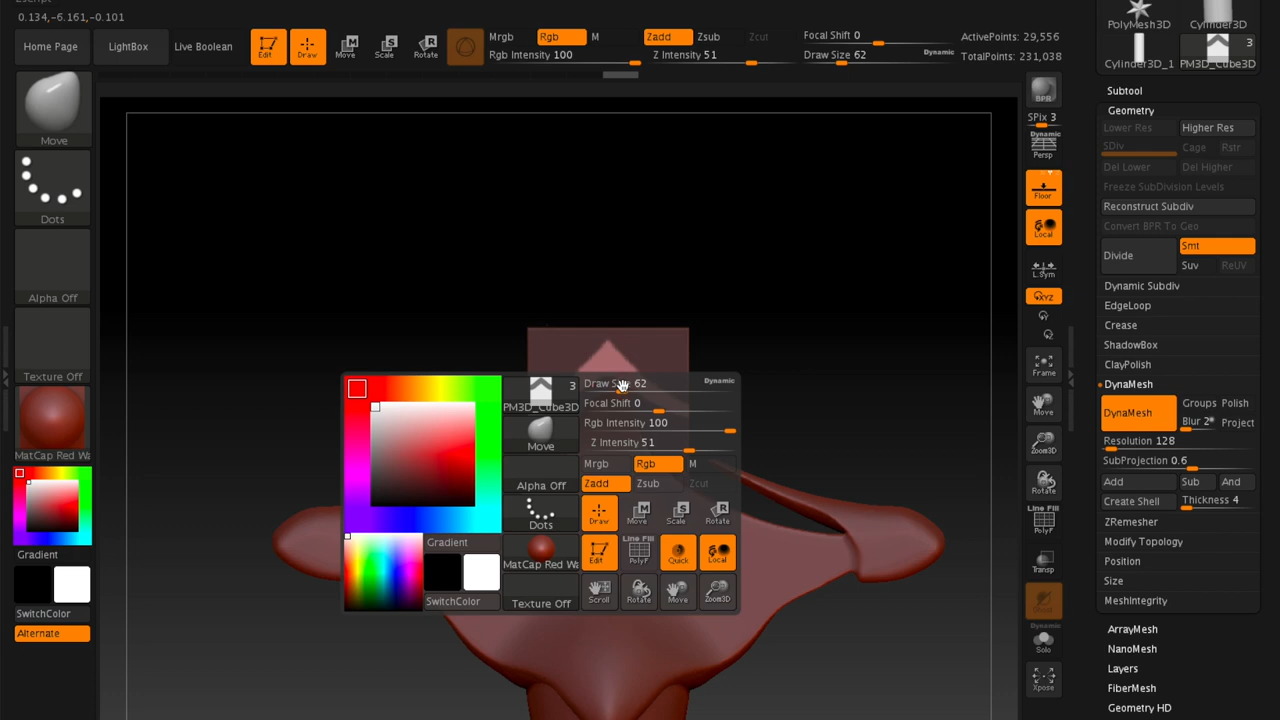 0.134,-6.161,-0.101
Home Page
LightBox
Live Boolean
Edit
Draw
Move
Scale
Rotate
Mrgb
Rgb
M
Rgb Intensity 100
Zadd
Zsub
Zcut
Z Intensity 51
Focal Shift 0
Draw Size 62
Dynamic
ActivePoints: 29,556
TotalPoints: 231,038
Move
Dots
Alpha Off
Texture Off
MatCap Red Wa
Gradient
SwitchColor
Alternate
PM3D_Cube3D
3
Move
Alpha Off
Dots
MatCap Red Wa
Texture Off
Gradient
SwitchColor
Draw Size 62
Dynamic
Focal Shift 0
Rgb Intensity 100
Z Intensity 51
Mrgb
Rgb
M
Zadd
Zsub
Zcut
Draw
Move
Scale
Rotate
Edit
Line Fill
PolyF
Quick
Local
Scroll
Rotate
Move
Zoom3D
BPR
SPix 3
Dynamic
Persp
Floor
Local
L.Sym
XYZ
Frame
Move
Zoom3D
Rotate
Line Fill
PolyF
Transp
Ghost
Dynamic
Solo
Xpose
PolyMesh3D
Cylinder3D
Cylinder3D_1
PM3D_Cube3D
3
Subtool
Geometry
Lower Res
Higher Res
SDiv
Cage
Rstr
Del Lower
Del Higher
Freeze SubDivision Levels
Reconstruct Subdiv
Convert BPR To Geo
Divide
Smt
Suv
ReUV
Dynamic Subdiv
EdgeLoop
Crease
ShadowBox
ClayPolish
DynaMesh
DynaMesh
Groups
Polish
Blur 2
Project
Resolution 128
SubProjection 0.6
Add
Sub
And
Create Shell
Thickness 4
ZRemesher
Modify Topology
Position
Size
MeshIntegrity
ArrayMesh
NanoMesh
Layers
FiberMesh
Geometry HD